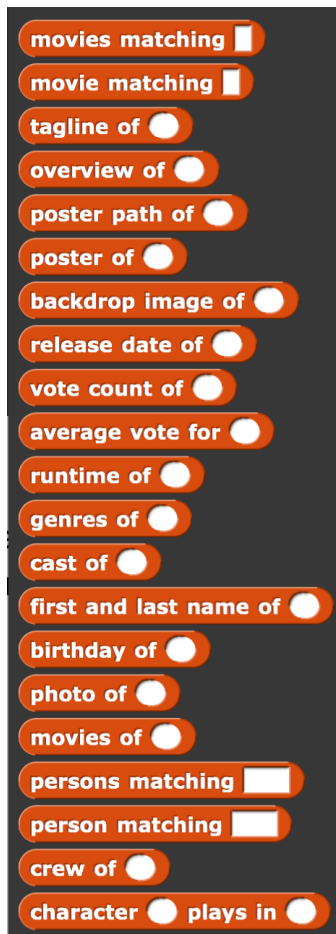 movies matching
movie matching
tagline of
overview of
poster path of
poster of
backdrop image of
release date of
vote count of
average vote for
runtime of
genres of
cast of
first and last name of
birthday of
photo of
movies of
persons matching
person matching
crew of
character plays in